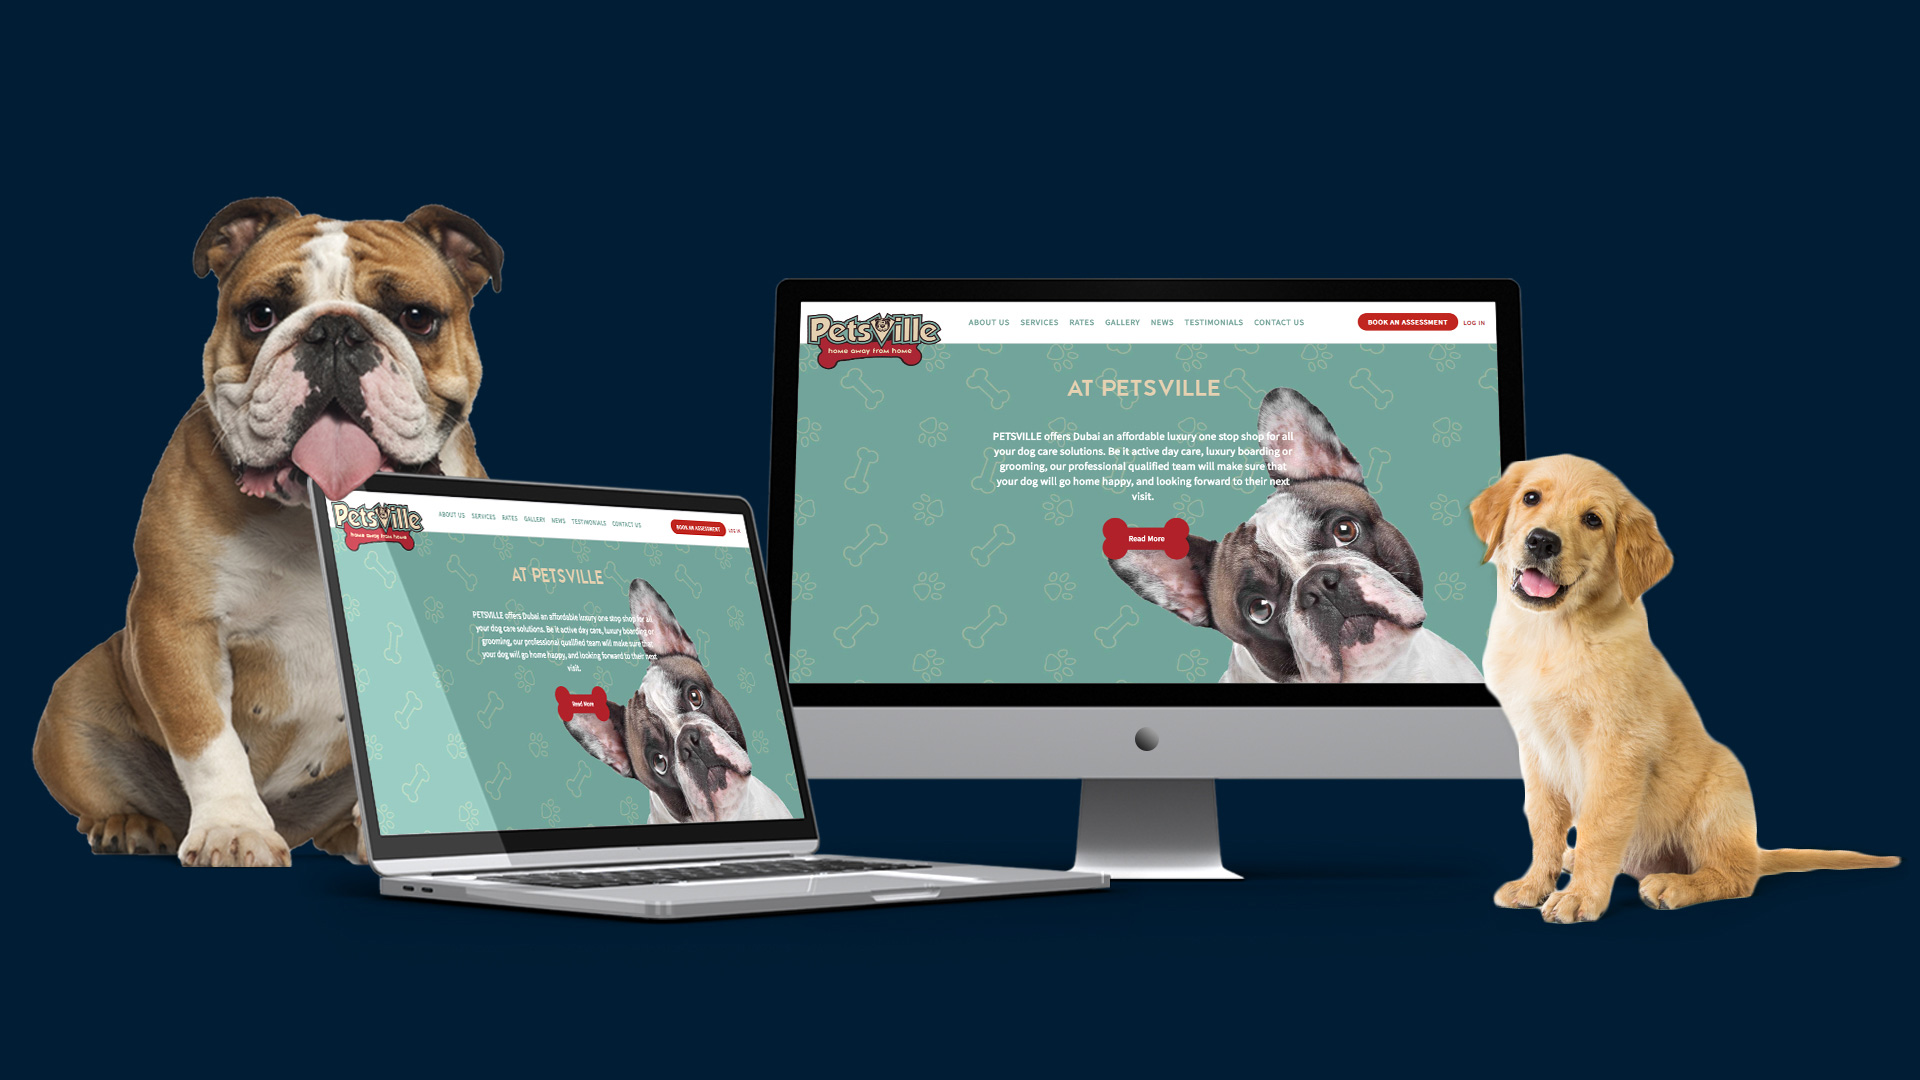 Petsville
home away from home
ABOUT US SERVICES RATES GALLERY NEWS TESTIMONIALS CONTACT US
BOOK AN ASSESSMENT LOG IN
AT PETSVILLE
PETSVILLE offers Dubai an affordable luxury one stop shop for all
your dog care solutions. Be it active day care, luxury boarding or
grooming, our professional qualified team will make sure that
your dog will go home happy, and looking forward to their next
visit.
Read More
Petsville
home away from home
ABOUT US SERVICES RATES GALLERY NEWS TESTIMONIALS CONTACT US
BOOK AN ASSESSMENT LOG IN
AT PETSVILLE
PETSVILLE offers Dubai an affordable luxury one stop shop for all
your dog care solutions. Be it active day care, luxury boarding or
grooming, our professional qualified team will make sure that
your dog will go home happy, and looking forward to their next
visit.
Read More